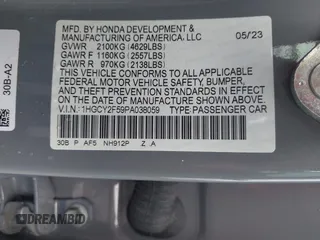 MFD. BY HONDA DEVELOPMENT & 05/23
MANUFACTURING OF AMERICA, LLC
GVWR 2100KG (4629LBS)
GAWR F 1160KG (2557LBS)
GAWR R 970KG (2138LBS)
THIS VEHICLE CONFORMS TO ALL APPLICABLE
FEDERAL MOTOR VEHICLE SAFETY, BUMPER,
AND THEFT PREVENTION STANDARDS IN EFFECT
ON THE DATE OF MANUFACTURE SHOWN ABOVE.
V.I.N.: 1HGCY2F59PA038059 TYPE: PASSENGER CAR
30B P AF5 NH912P Z .A
30B-A2
DREAMBID